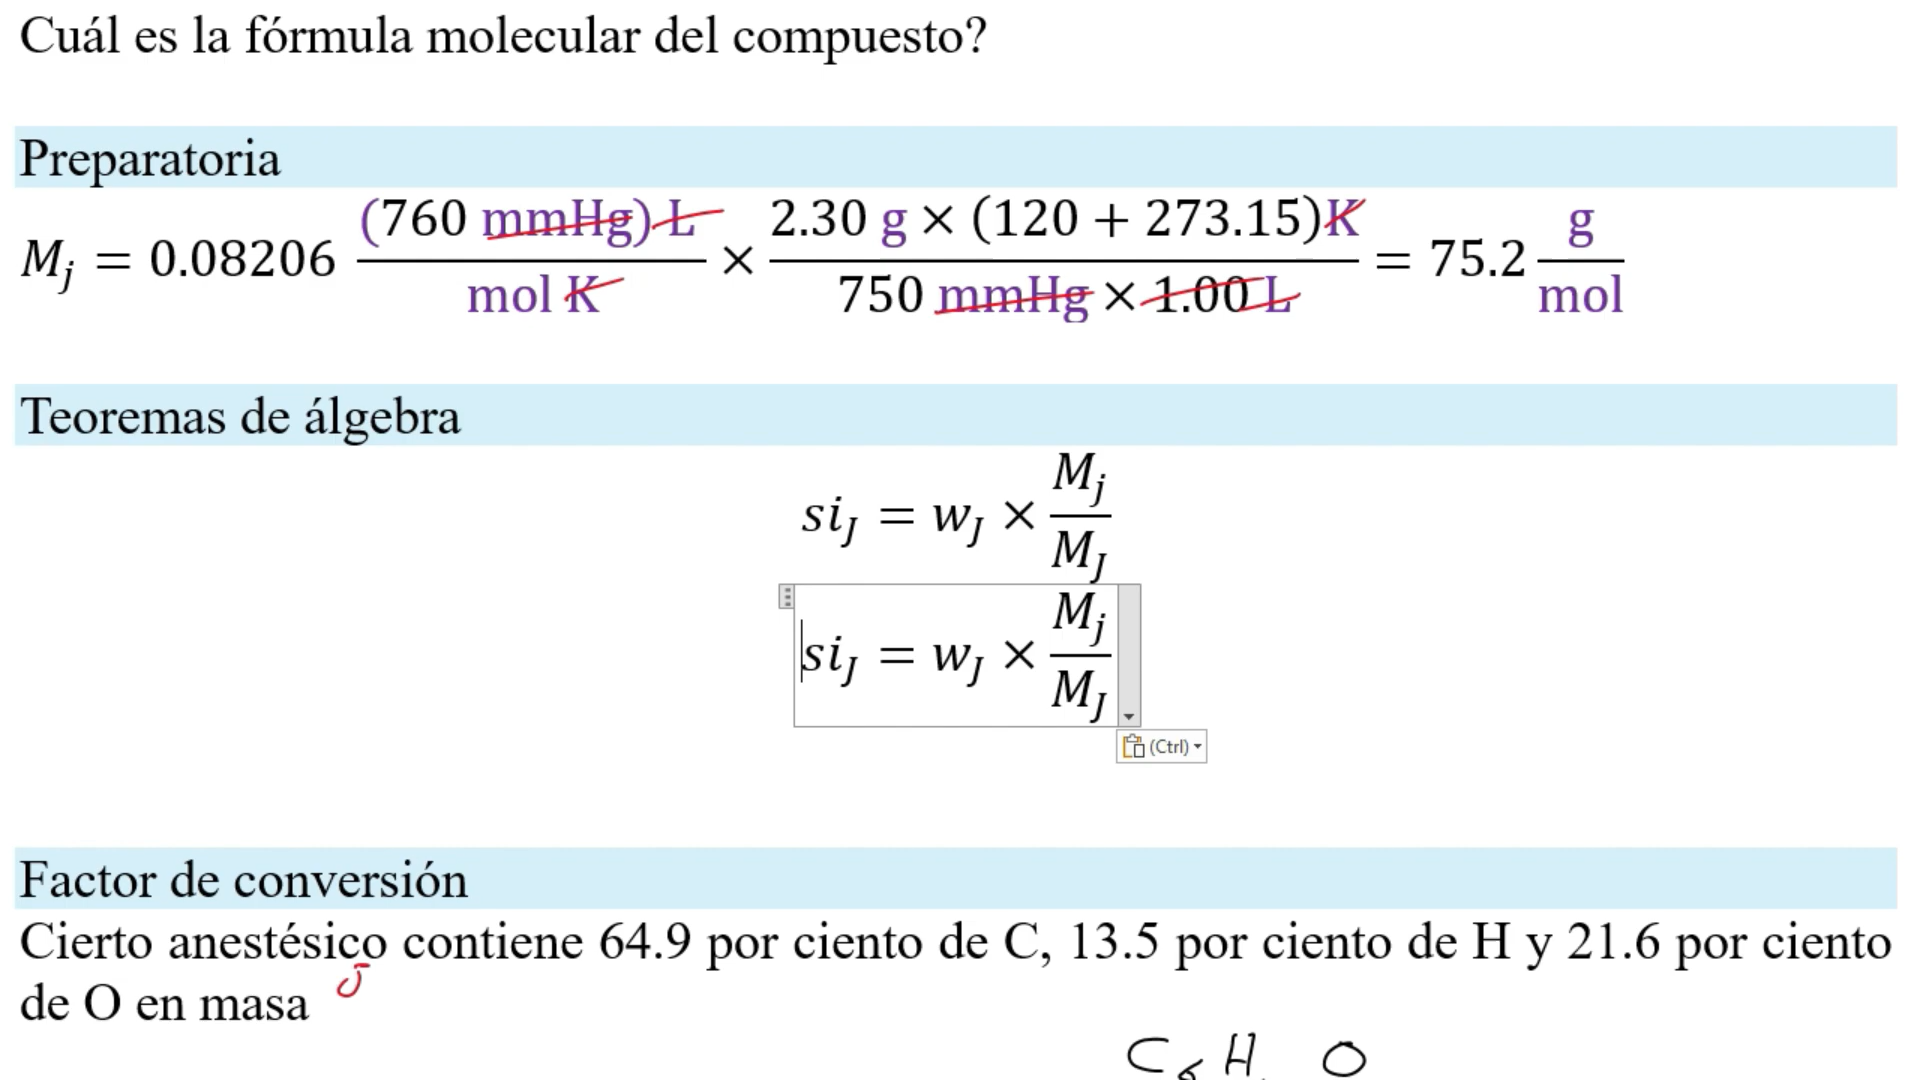 Cuál es la fórmula molecular del compuesto?
Preparatoria
M_j = 0.08206 (760 mmHg) L / mol K × 2.30 g × (120 + 273.15)K / 750 mmHg × 1.00 L = 75.2 g / mol
Teoremas de álgebra
si_J = w_J × M_j / M_J
si_J = w_J × M_j / M_J
(Ctrl)
Factor de conversión
Cierto anestésico contiene 64.9 por ciento de C, 13.5 por ciento de H y 21.6 por ciento
de O en masa
C H O